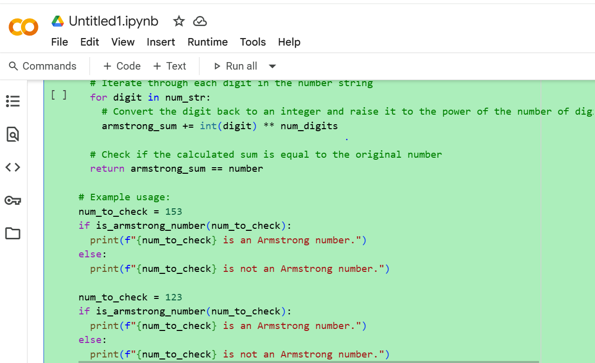 Untitled1.ipynb
File Edit View Insert Runtime Tools Help
Commands + Code + Text Run all
# Iterate through each digit in the number string
[ ] for digit in num_str:
# Convert the digit back to an integer and raise it to the power of the number of dig
armstrong_sum += int(digit) ** num_digits
# Check if the calculated sum is equal to the original number
return armstrong_sum == number
# Example usage:
num_to_check = 153
if is_armstrong_number(num_to_check):
print(f"{num_to_check} is an Armstrong number.")
else:
print(f"{num_to_check} is not an Armstrong number.")
num_to_check = 123
if is_armstrong_number(num_to_check):
print(f"{num_to_check} is an Armstrong number.")
else:
print(f"{num_to_check} is not an Armstrong number.")